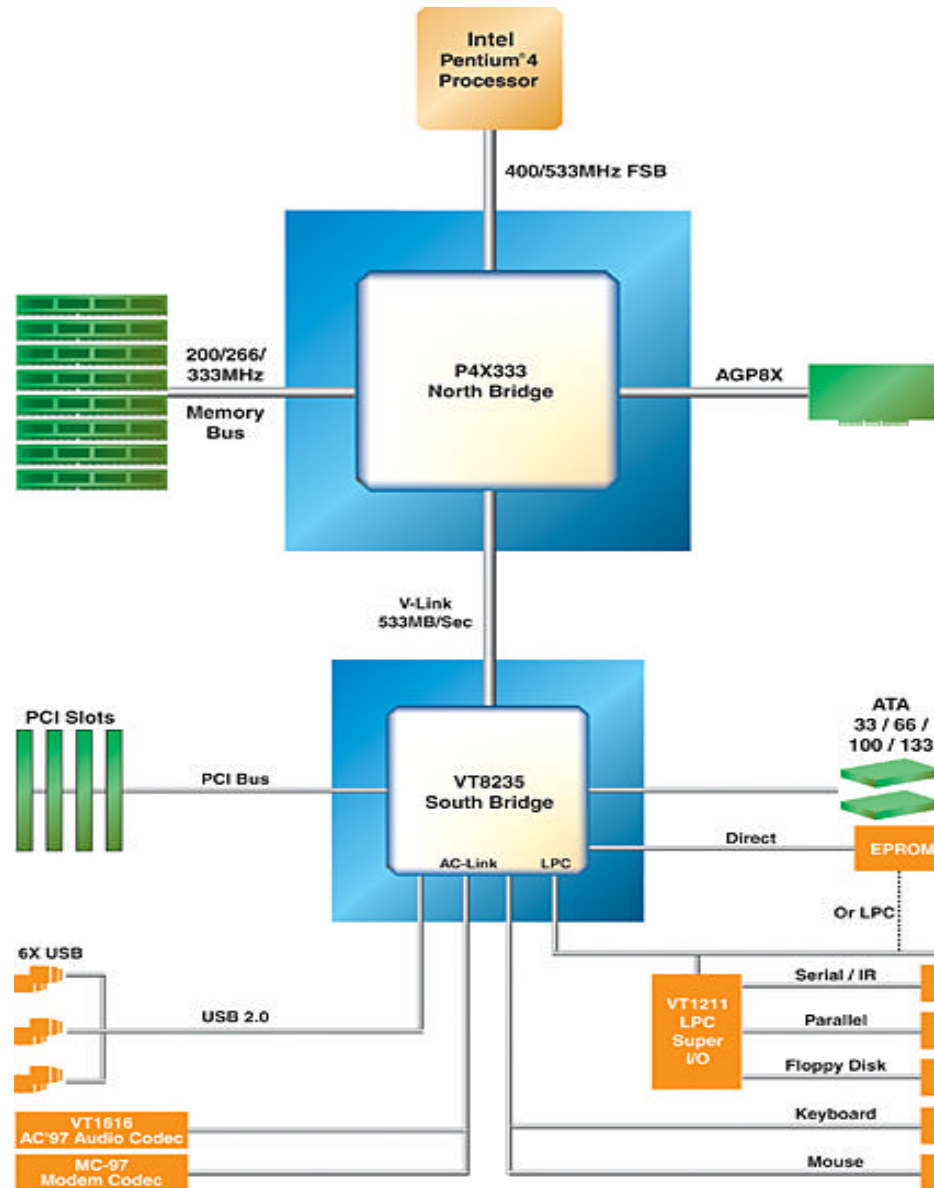 Intel
Pentium®4
Processor
400/533MHz FSB
200/266/
333MHz
Memory
Bus
P4X333
North Bridge
AGP8X
V-Link
533MB/Sec
PCI Slots
PCI Bus
VT8235
South Bridge
AC-Link
LPC
ATA
33 / 66 /
100 / 133
Direct
EPROM
Or LPC
6X USB
USB 2.0
VT1211
LPC
Super
I/O
Serial / IR
Parallel
Floppy Disk
Keyboard
Mouse
VT1616
AC'97 Audio Codec
MC-97
Modem Codec